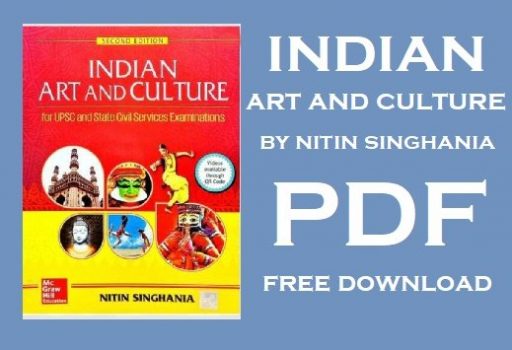 SECOND EDITION
INDIAN
ART AND CULTURE
for UPSC and State Civil Services Examinations
Videos
available
through
QR Code
Mc
Graw
Hill
Education
NITIN SINGHANIA
INDIAN
ART AND CULTURE
BY NITIN SINGHANIA
PDF
FREE DOWNLOAD